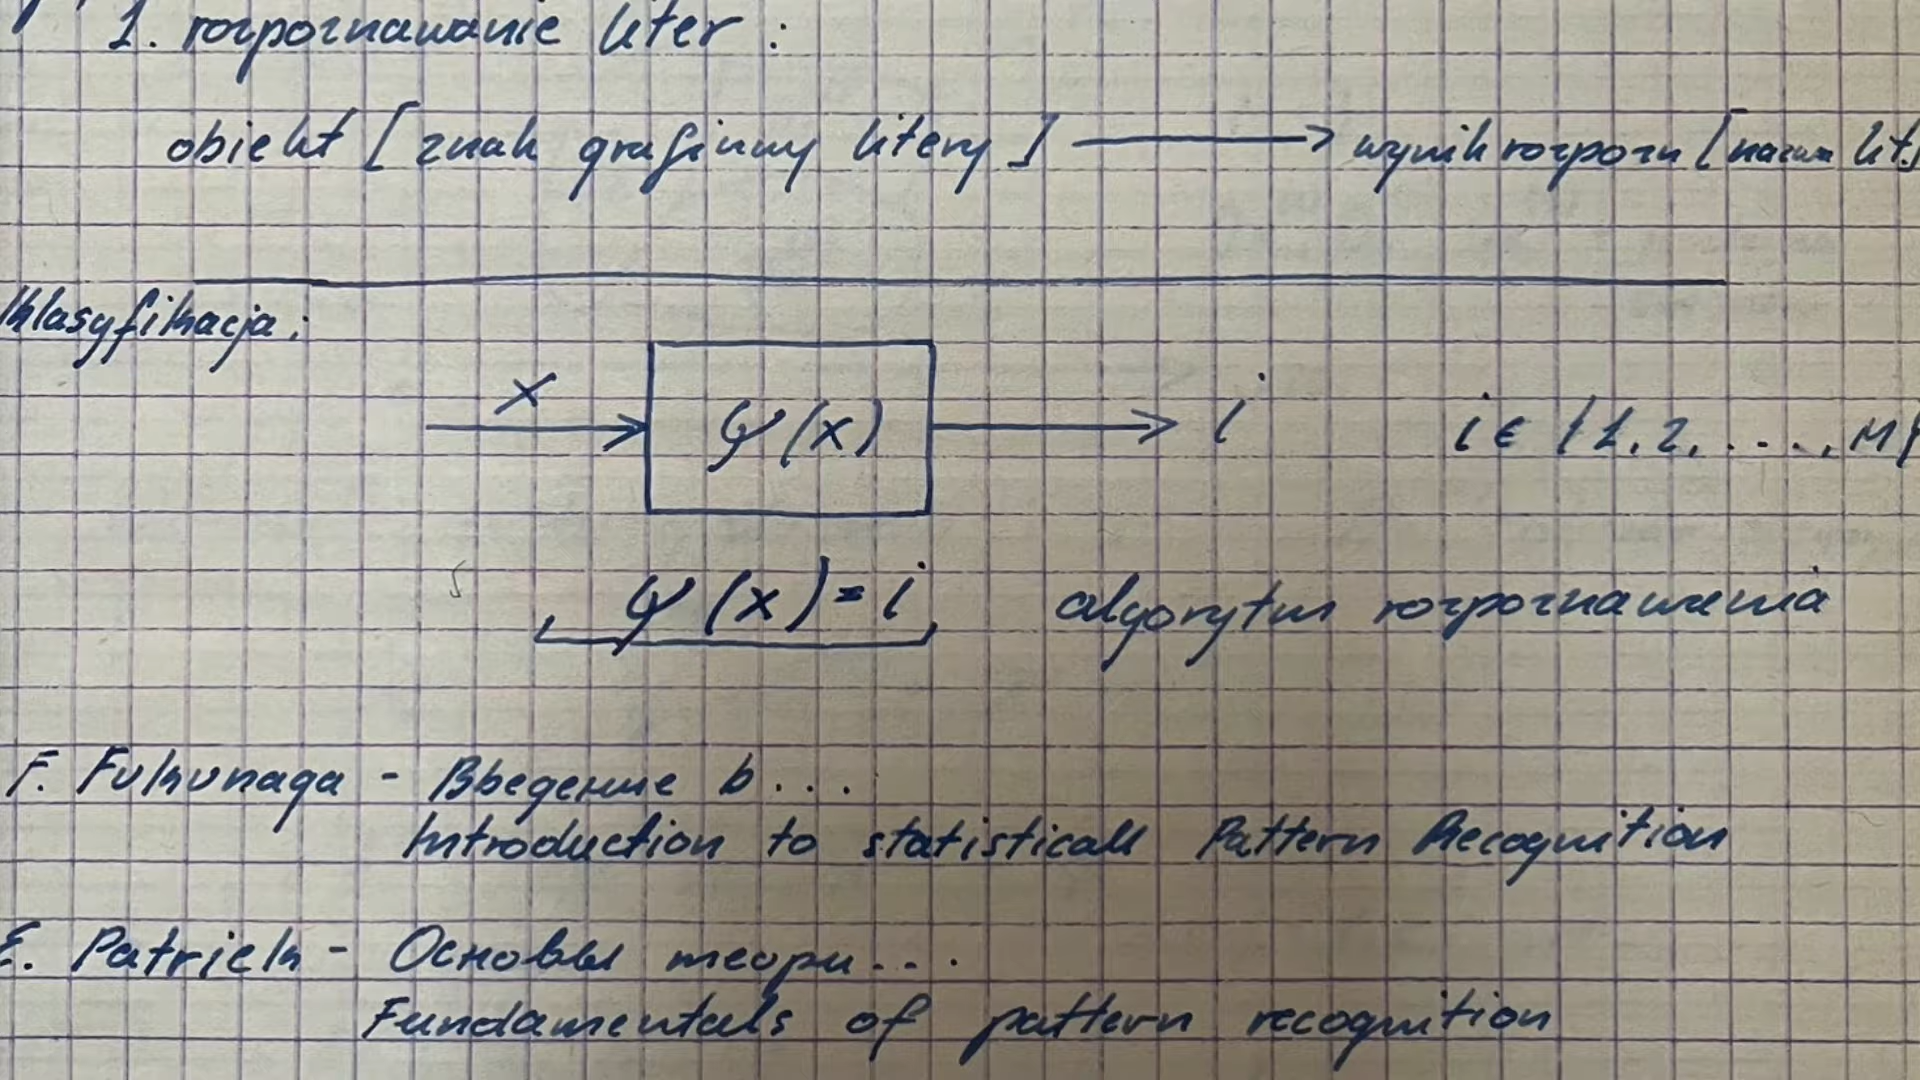 1. rozpoznawanie liter :
obiekt [ znak graficzny litery ] → wynik rozpozn [nazwa lit.]
Klasyfikacja:
x ψ(x) i i ∈ {1, 2, ...., M}
ψ(x) = i algorytm rozpoznawania
F. Fukunaga - Введение в...
Introduction to statisticall Pattern Recognition
E. Patrick - Основы теори...
Fundamentals of pattern recognition